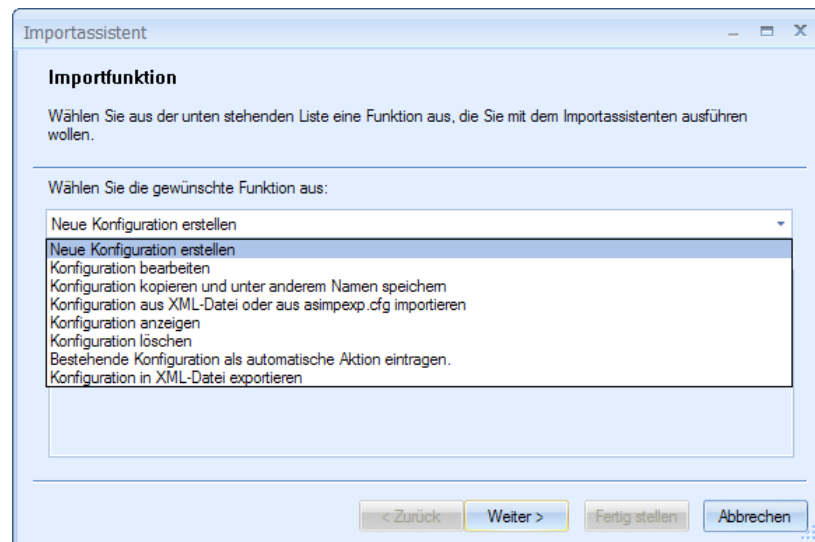 Importassistent
Importfunktion
Wählen Sie aus der unten stehenden Liste eine Funktion aus, die Sie mit dem Importassistenten ausführen
wollen.
Wählen Sie die gewünschte Funktion aus:
Neue Konfiguration erstellen
Neue Konfiguration erstellen
Konfiguration bearbeiten
Konfiguration kopieren und unter anderem Namen speichern
Konfiguration aus XML-Datei oder aus asimpexp.cfg importieren
Konfiguration anzeigen
Konfiguration löschen
Bestehende Konfiguration als automatische Aktion eintragen.
Konfiguration in XML-Datei exportieren
< Zurück Weiter > Fertig stellen Abbrechen